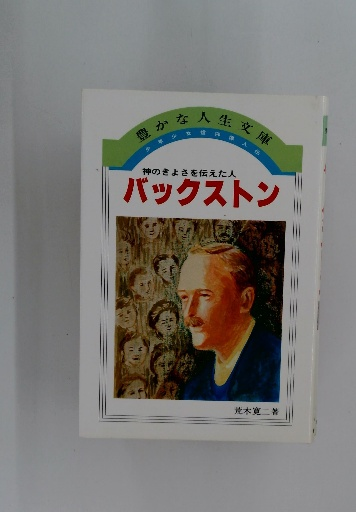 豊かな人生文庫
神のきよさを伝えた人
バックストン
荒木寛二著